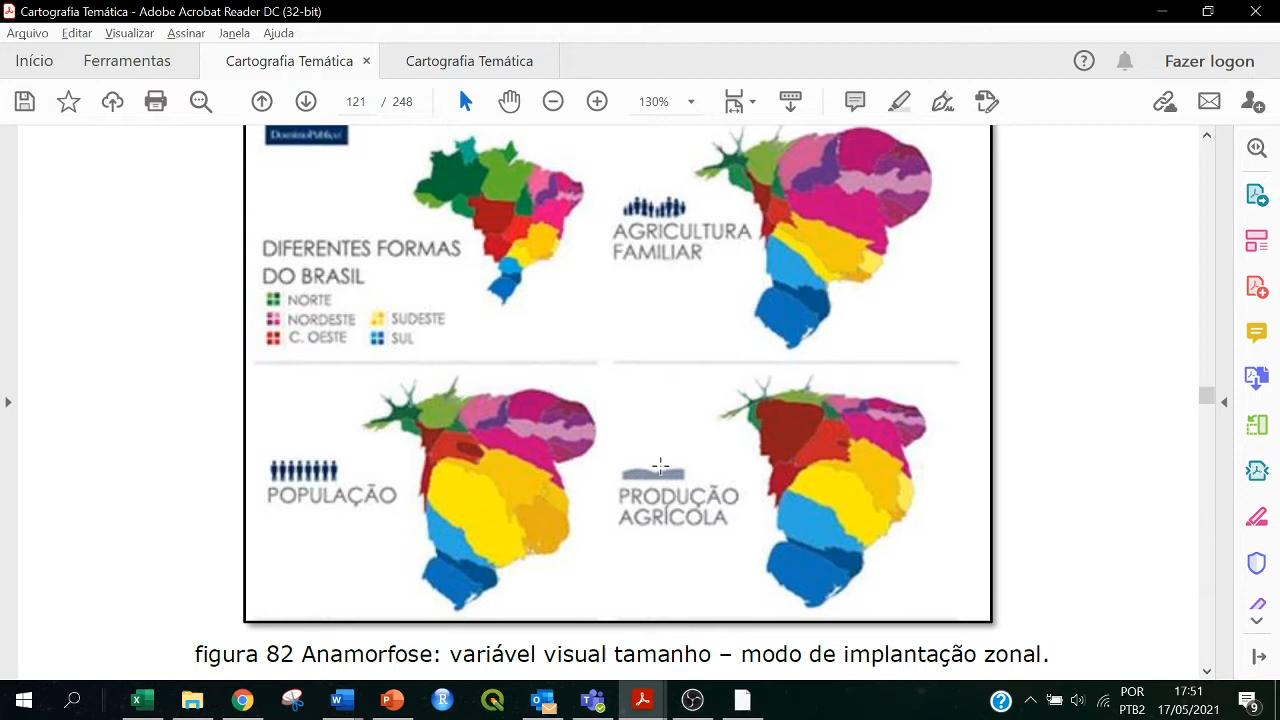 Cartografia Temática - Adobe Acrobat Reader DC (32-bit)
Arquivo Editar Visualizar Assinar Janela Ajuda
Início Ferramentas Cartografia Temática × Cartografia Temática Fazer logon
121 / 248 130%
DomínioPúblico
DIFERENTES FORMAS
DO BRASIL
NORTE
NORDESTE
SUDESTE
C. OESTE
SUL
AGRICULTURA
FAMILIAR
POPULAÇÃO
PRODUÇÃO
AGRÍCOLA
figura 82 Anamorfose: variável visual tamanho – modo de implantação zonal.
POR
PTB2
17:51
17/05/2021
9